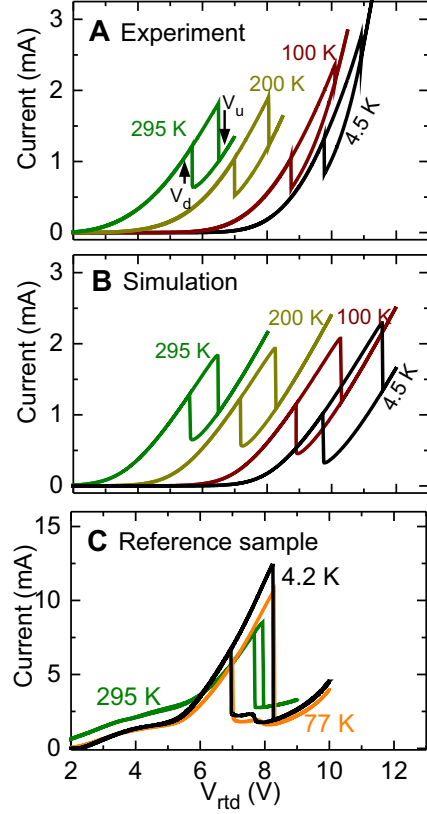 A Experiment
Current (mA)
3
2
1
0
295 K
200 K
100 K
4.5 K
V_u
V_d
B Simulation
Current (mA)
3
2
1
0
295 K
200 K
100 K
4.5 K
C Reference sample
Current (mA)
15
10
5
0
4.2 K
295 K
77 K
2 4 6 8 10 12
V_rtd (V)